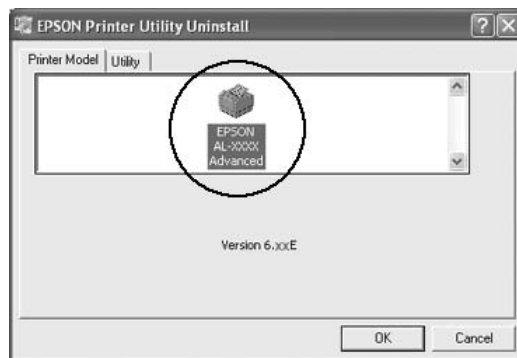 EPSON Printer Utility Uninstall
Printer Model Utility
EPSON
AL-XXXX
Advanced
Version 6.xxE
OK Cancel